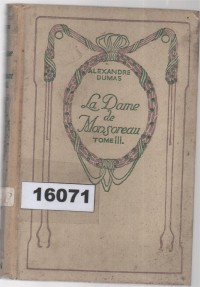 ALEXANDRE
DUMAS
La Dame
de
Monsoreau
TOME III.
16071